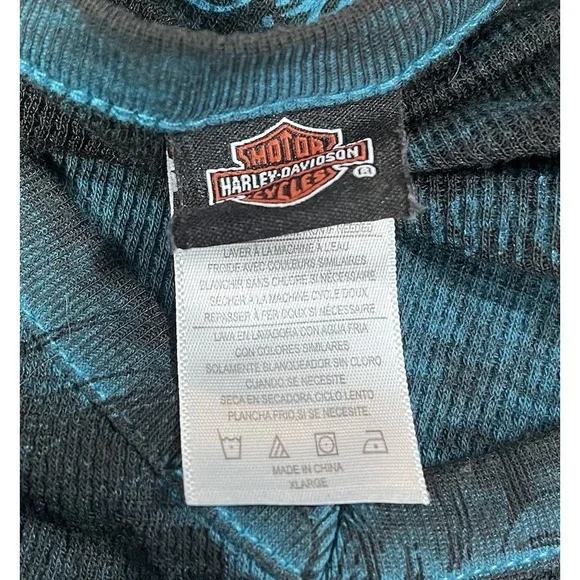 MOTOR
HARLEY-DAVIDSON
CYCLES
NEEDED
LAVER A LA MACHINE A L'EAU
FROIDE AVEC COULEURS SIMILAIRES
BLANCHIR SANS CHLORE SI NÉCESSAIRE
SÉCHER A LA MACHINE CYCLE DOUX
REPASSER À FER DOUX SI NÉCESSAIRE
LAVA EN LAVADORA CON AGUA FRIA
CON COLORES SIMILARES
SOLAMENTE BLANQUEADOR SIN CLORO
CUANDO SE NECESITE
SECA EN SECADORA, CICLO LENTO
PLANCHA FRIO, SI SE NECESITE.
MADE IN CHINA
XLARGE